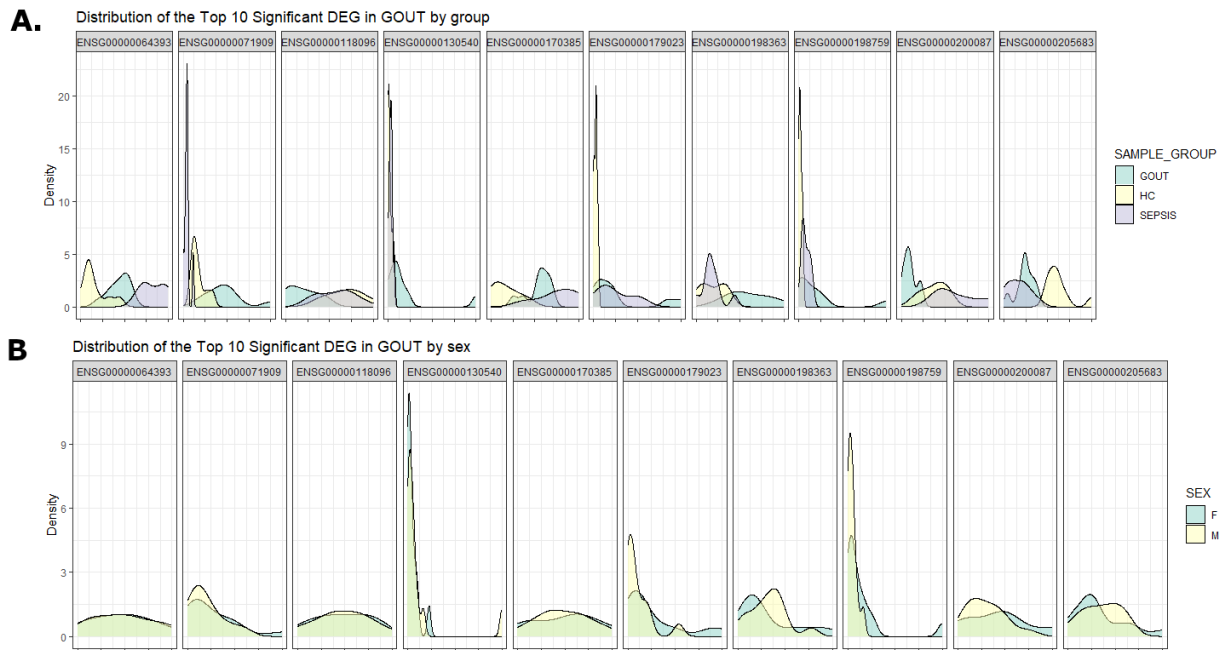 A.
Distribution of the Top 10 Significant DEG in GOUT by group
ENSG00000064393 ENSG00000071909 ENSG00000118096 ENSG00000130540 ENSG00000170385 ENSG00000179023 ENSG00000198363 ENSG00000198759 ENSG00000200087 ENSG00000205683
20
15
10
5
0
Density
SAMPLE_GROUP
GOUT
HC
SEPSIS
B
Distribution of the Top 10 Significant DEG in GOUT by sex
ENSG00000064393 ENSG00000071909 ENSG00000118096 ENSG00000130540 ENSG00000170385 ENSG00000179023 ENSG00000198363 ENSG00000198759 ENSG00000200087 ENSG00000205683
9
6
3
0
Density
SEX
F
M